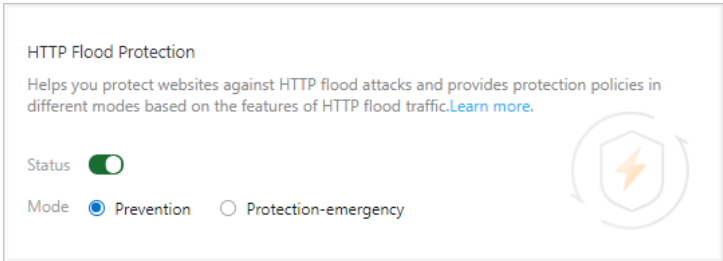 HTTP Flood Protection
Helps you protect websites against HTTP flood attacks and provides protection policies in
different modes based on the features of HTTP flood traffic.Learn more.
Status
Mode Prevention Protection-emergency